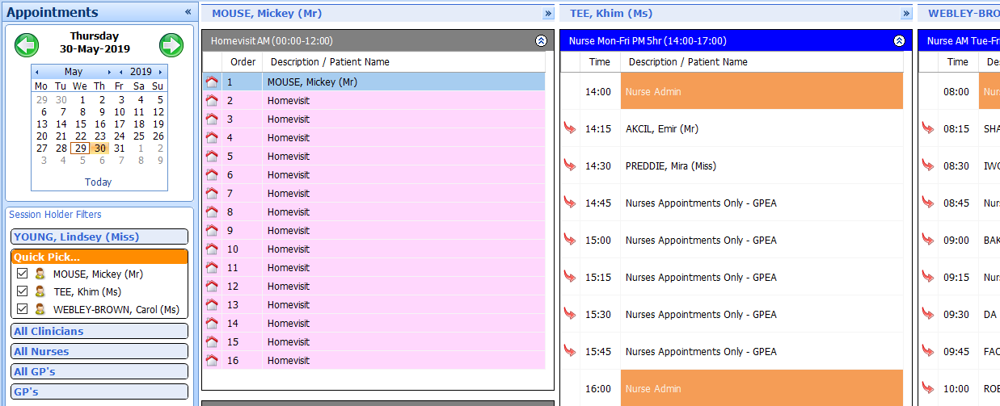 Appointments «
Thursday
30-May-2019
May 2019
Mo Tu We Th Fr Sa Su
29 30 1 2 3 4 5
6 7 8 9 10 11 12
13 14 15 16 17 18 19
20 21 22 23 24 25 26
27 28 29 30 31 1 2
3 4 5 6 7 8 9
Today
Session Holder Filters
YOUNG, Lindsey (Miss)
Quick Pick...
MOUSE, Mickey (Mr)
TEE, Khim (Ms)
WEBLEY-BROWN, Carol (Ms)
All Clinicians
All Nurses
All GP's
GP's
MOUSE, Mickey (Mr) »
Homevisit AM (00:00-12:00)
Order Description / Patient Name
1 MOUSE, Mickey (Mr)
2 Homevisit
3 Homevisit
4 Homevisit
5 Homevisit
6 Homevisit
7 Homevisit
8 Homevisit
9 Homevisit
10 Homevisit
11 Homevisit
12 Homevisit
13 Homevisit
14 Homevisit
15 Homevisit
16 Homevisit
TEE, Khim (Ms) »
Nurse Mon-Fri PM 5hr (14:00-17:00)
Time Description / Patient Name
14:00 Nurse Admin
14:15 AKCIL, Emir (Mr)
14:30 PREDDIE, Mira (Miss)
14:45 Nurses Appointments Only - GPEA
15:00 Nurses Appointments Only - GPEA
15:15 Nurses Appointments Only - GPEA
15:30 Nurses Appointments Only - GPEA
15:45 Nurses Appointments Only - GPEA
16:00 Nurse Admin
WEBLEY-BRO
Nurse AM Tue-Fr
Time Des
08:00 Nur
08:15 SHA
08:30 IWO
08:45 Nur
09:00 BAK
09:15 Nur
09:30 DA
09:45 FAC
10:00 ROE